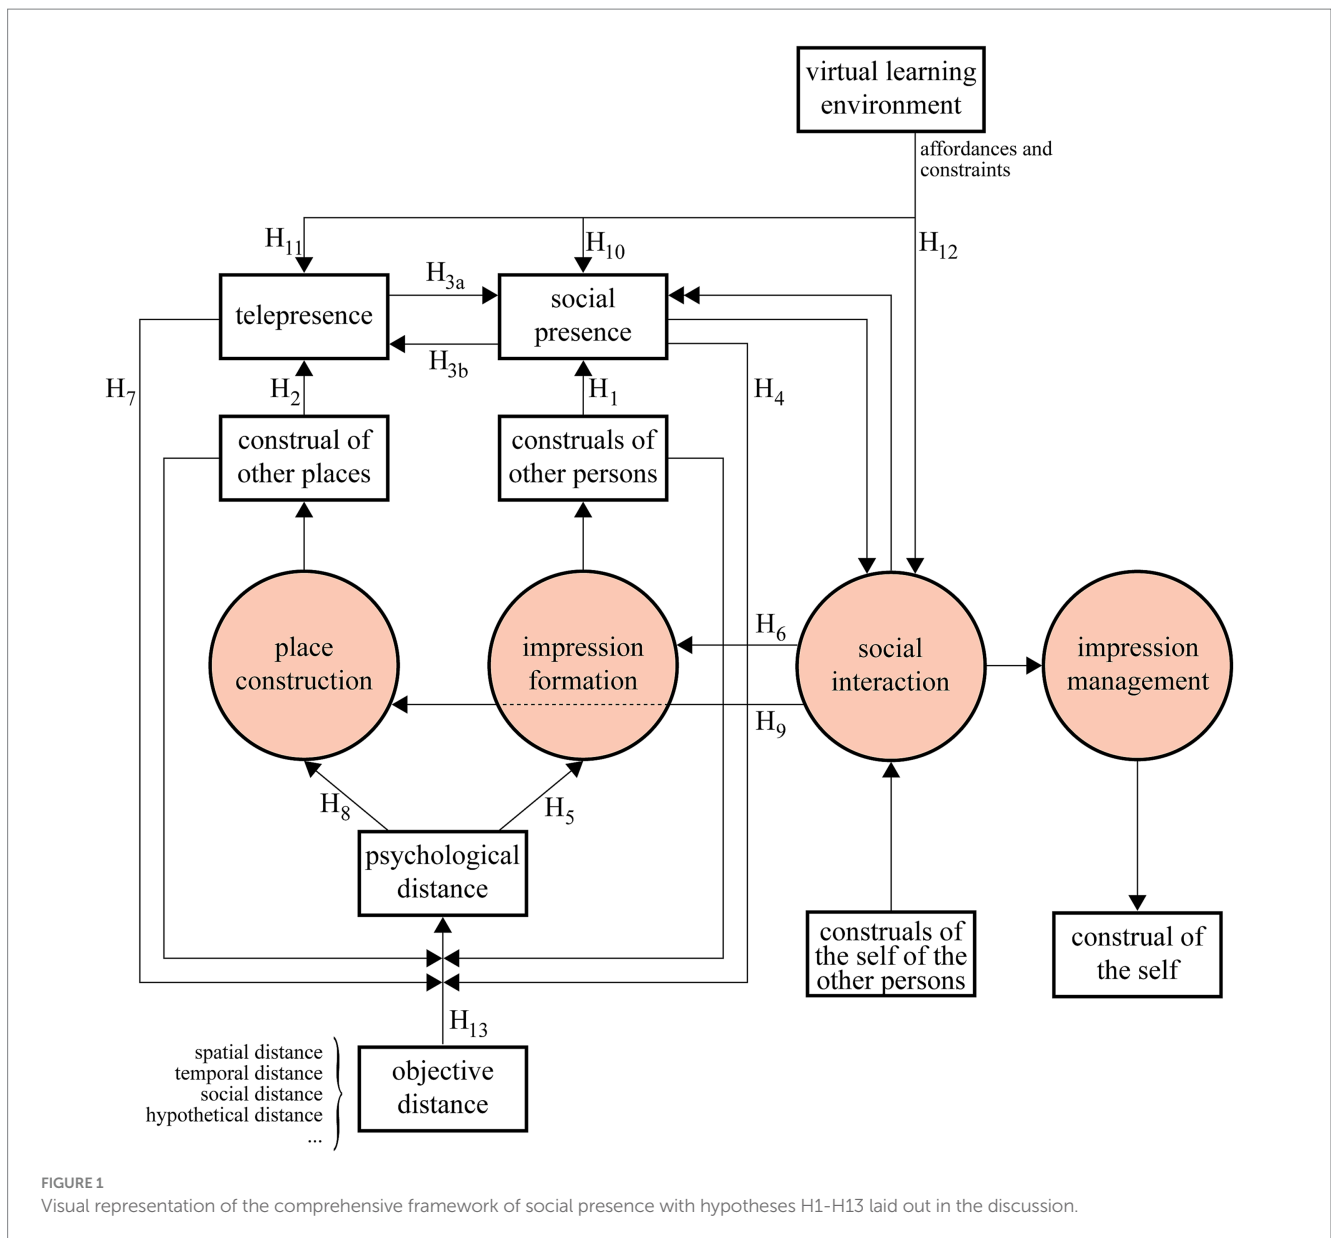 virtual learning
environment
affordances and
constraints
H11
H10
H12
H3a
telepresence
social
presence
H3b
H7
H2
H1
H4
construal of
other places
construals of
other persons
H6
place
construction
impression
formation
social
interaction
impression
management
H9
H8
H5
psychological
distance
construals of
the self of the
other persons
construal of
the self
H13
spatial distance
temporal distance
social distance
hypothetical distance
...
objective
distance
FIGURE 1
Visual representation of the comprehensive framework of social presence with hypotheses H1-H13 laid out in the discussion.